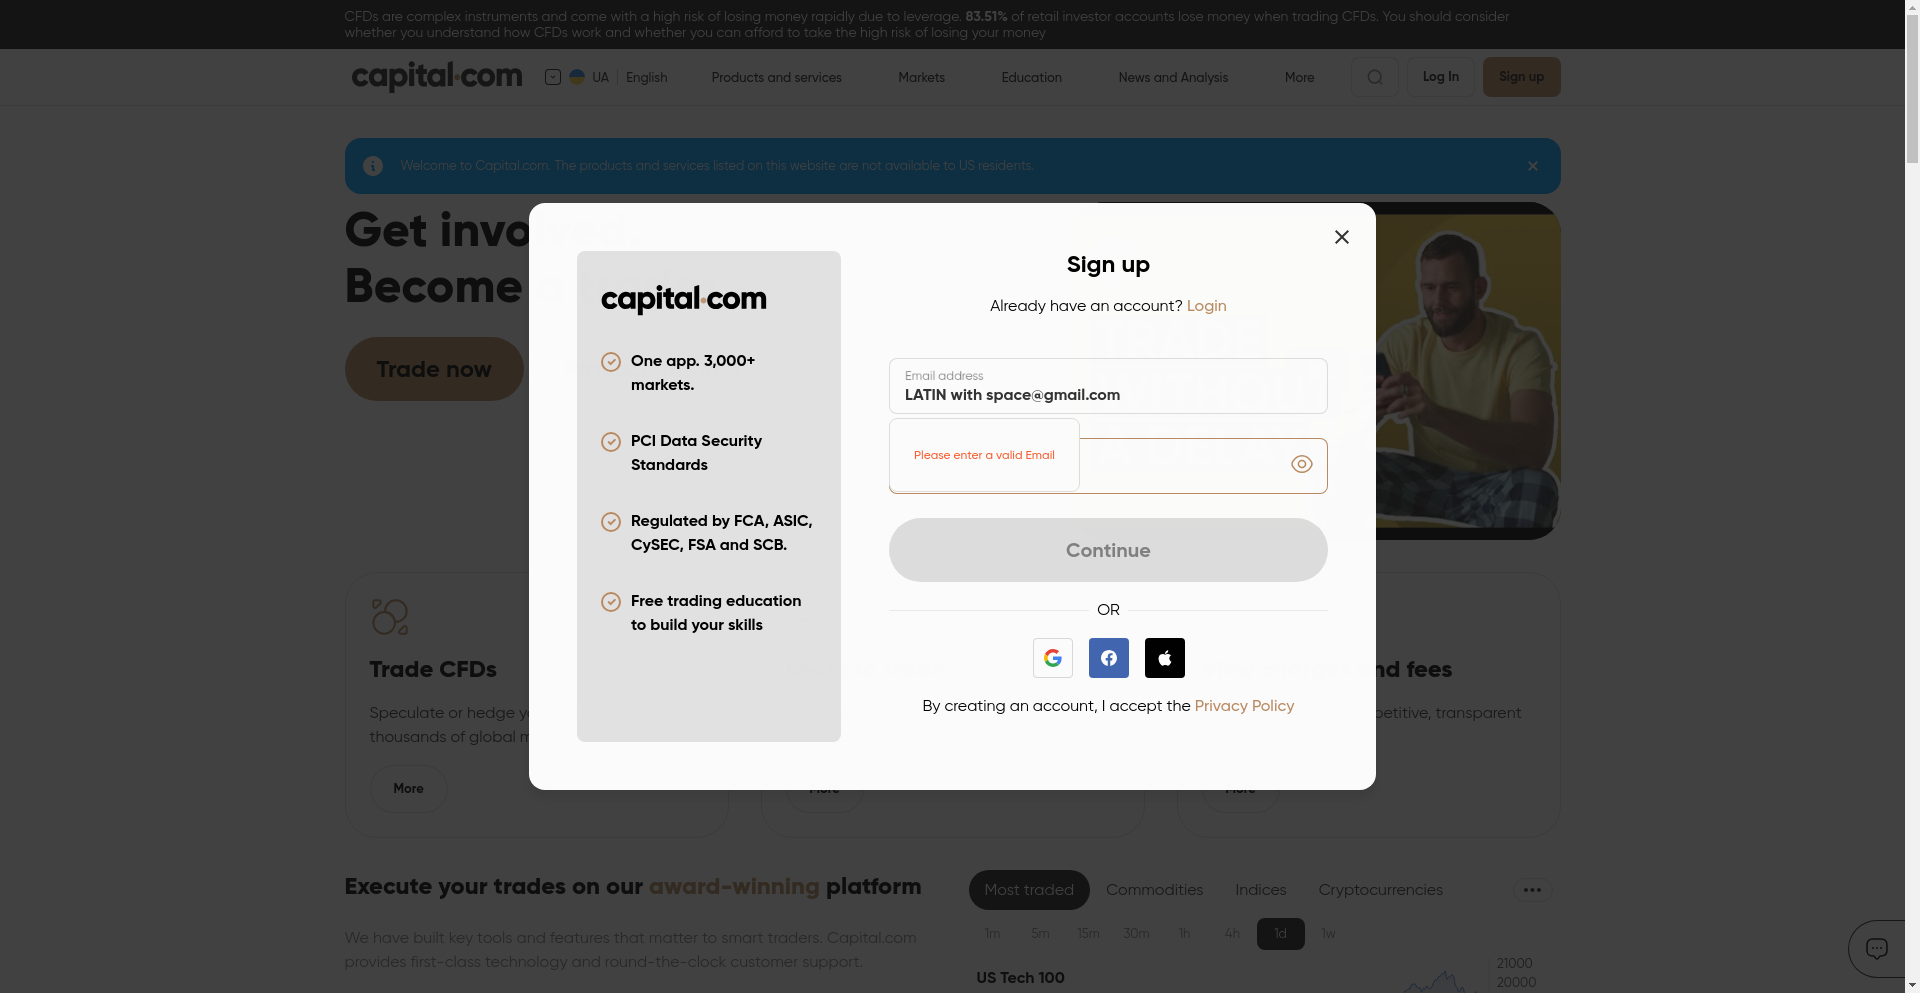 CFDs are complex instruments and come with a high risk of losing money rapidly due to leverage. 83.51% of retail investor accounts lose money when trading CFDs. You should consider
whether you understand how CFDs work and whether you can afford to take the high risk of losing your money
capital.com
UA English
Products and services
Markets
Education
News and Analysis
More
Log In
Sign up
Welcome to Capital.com. The products and services listed on this website are not available to US residents.
Get
Become
Trade now
Sign up
Already have an account? Login
capital.com
One app. 3,000+
markets.
PCI Data Security
Standards
Regulated by FCA, ASIC,
CySEC, FSA and SCB.
Free trading education
to build your skills
Email address
LATIN with space@gmail.com
Please enter a valid Email
Continue
OR
By creating an account, I accept the Privacy Policy
Trade CFDs
Speculate or hedge
thousands of global
More
fees
transparent
More
More
Execute your trades on our award-winning platform
We have built key tools and features that matter to smart traders. Capital.com
provides first-class technology and round-the-clock customer support.
Most traded
Commodities
Indices
Cryptocurrencies
1m 5m 15m 30m 1h 4h 1d 1w
US Tech 100
21000
20000